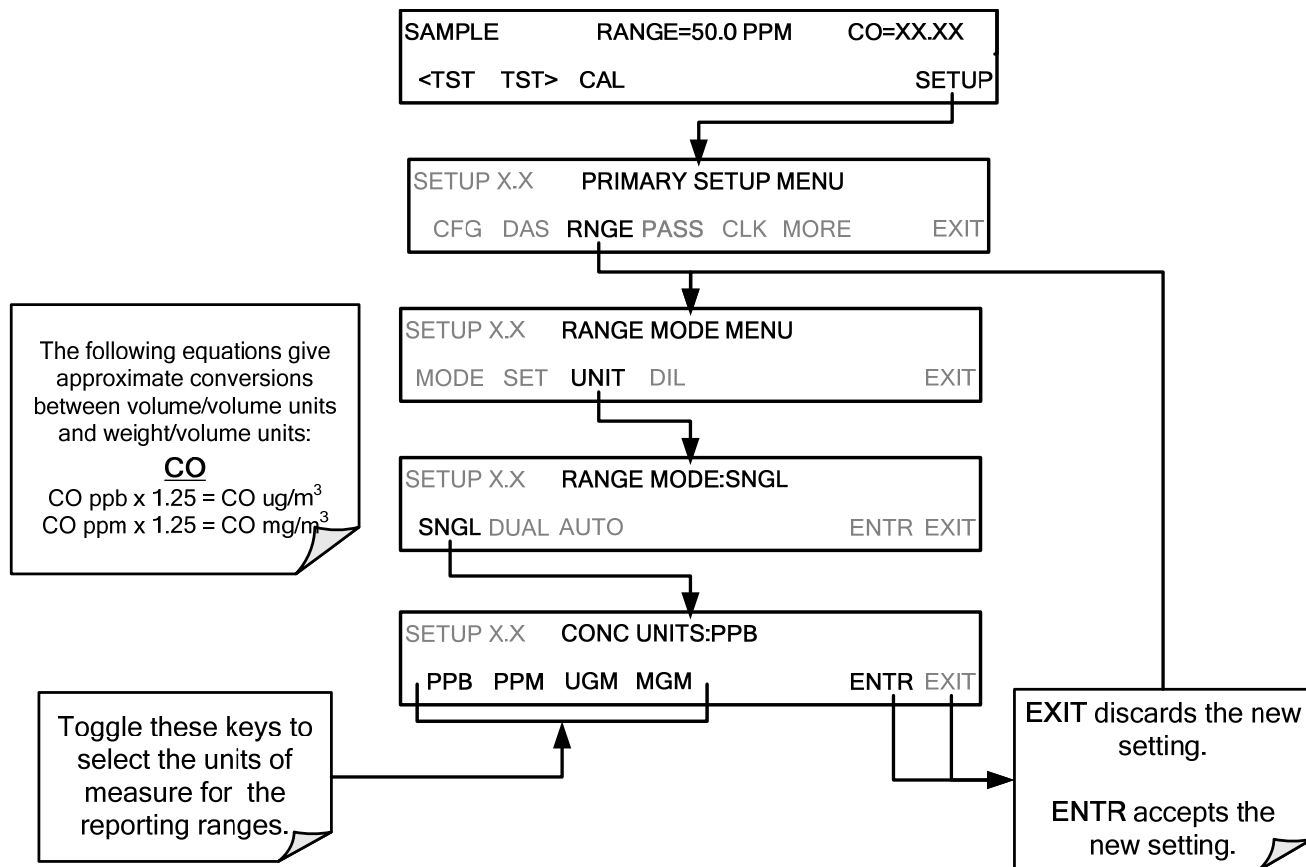 SAMPLE RANGE=50.0 PPM CO=XX.XX
<TST TST> CAL SETUP
SETUP X.X PRIMARY SETUP MENU
CFG DAS RNGE PASS CLK MORE EXIT
SETUP X.X RANGE MODE MENU
MODE SET UNIT DIL EXIT
The following equations give
approximate conversions
between volume/volume units
and weight/volume units:
CO
CO ppb x 1.25 = CO ug/m³
CO ppm x 1.25 = CO mg/m³
SETUP X.X RANGE MODE:SNGL
SNGL DUAL AUTO ENTR EXIT
SETUP X.X CONC UNITS:PPB
PPB PPM UGM MGM ENTR EXIT
Toggle these keys to
select the units of
measure for the
reporting ranges.
EXIT discards the new
setting.
ENTR accepts the
new setting.